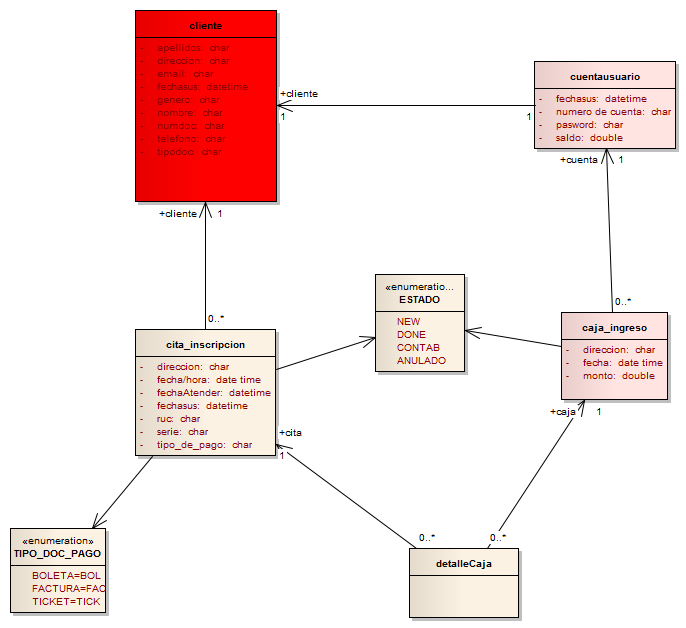 cliente
- apellidos: char
- direccion: char
- email: char
- fechasus: datetime
- genero: char
- nombre: char
- numdoc: char
- telefono: char
- tipodoc: char
+cliente
1
1
cuentausuario
- fechasus: datetime
- numero de cuenta: char
- pasword: char
- saldo: double
+cuenta
1
+cliente
1
0..*
0..*
«enumeratio...
ESTADO
NEW
DONE
CONTAB
ANULADO
caja_ingreso
- direccion: char
- fecha: date time
- monto: double
cita_inscripcion
- direccion: char
- fecha/hora: date time
- fechaAtender: datetime
- fechasus: datetime
- ruc: char
- serie: char
- tipo_de_pago: char
+caja
1
+cita
1
«enumeration»
TIPO_DOC_PAGO
BOLETA=BOL
FACTURA=FAC
TICKET=TICK
0..*
0..*
detalleCaja